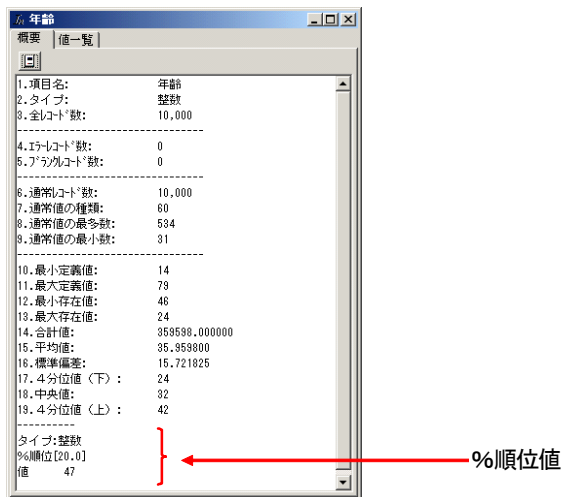 年齢
概要 値一覧
1.項目名: 年齢
2.タイプ: 整数
3.全ﾚｺｰﾄﾞ数: 10,000
------------------------
4.ｴﾗｰﾚｺｰﾄﾞ数: 0
5.ﾌﾞﾗﾝｸﾚｺｰﾄﾞ数: 0
------------------------
6.通常ﾚｺｰﾄﾞ数: 10,000
7.通常値の種類: 60
8.通常値の最多数: 534
9.通常値の最小数: 31
------------------------
10.最小定義値: 14
11.最大定義値: 79
12.最小存在値: 46
13.最大存在値: 24
14.合計値: 359598.000000
15.平均値: 35.959800
16.標準偏差: 15.721825
17.４分位値（下）: 24
18.中央値: 32
19.４分位値（上）: 42
----------
タイプ:整数
%順位[20.0]
値 47
%順位値